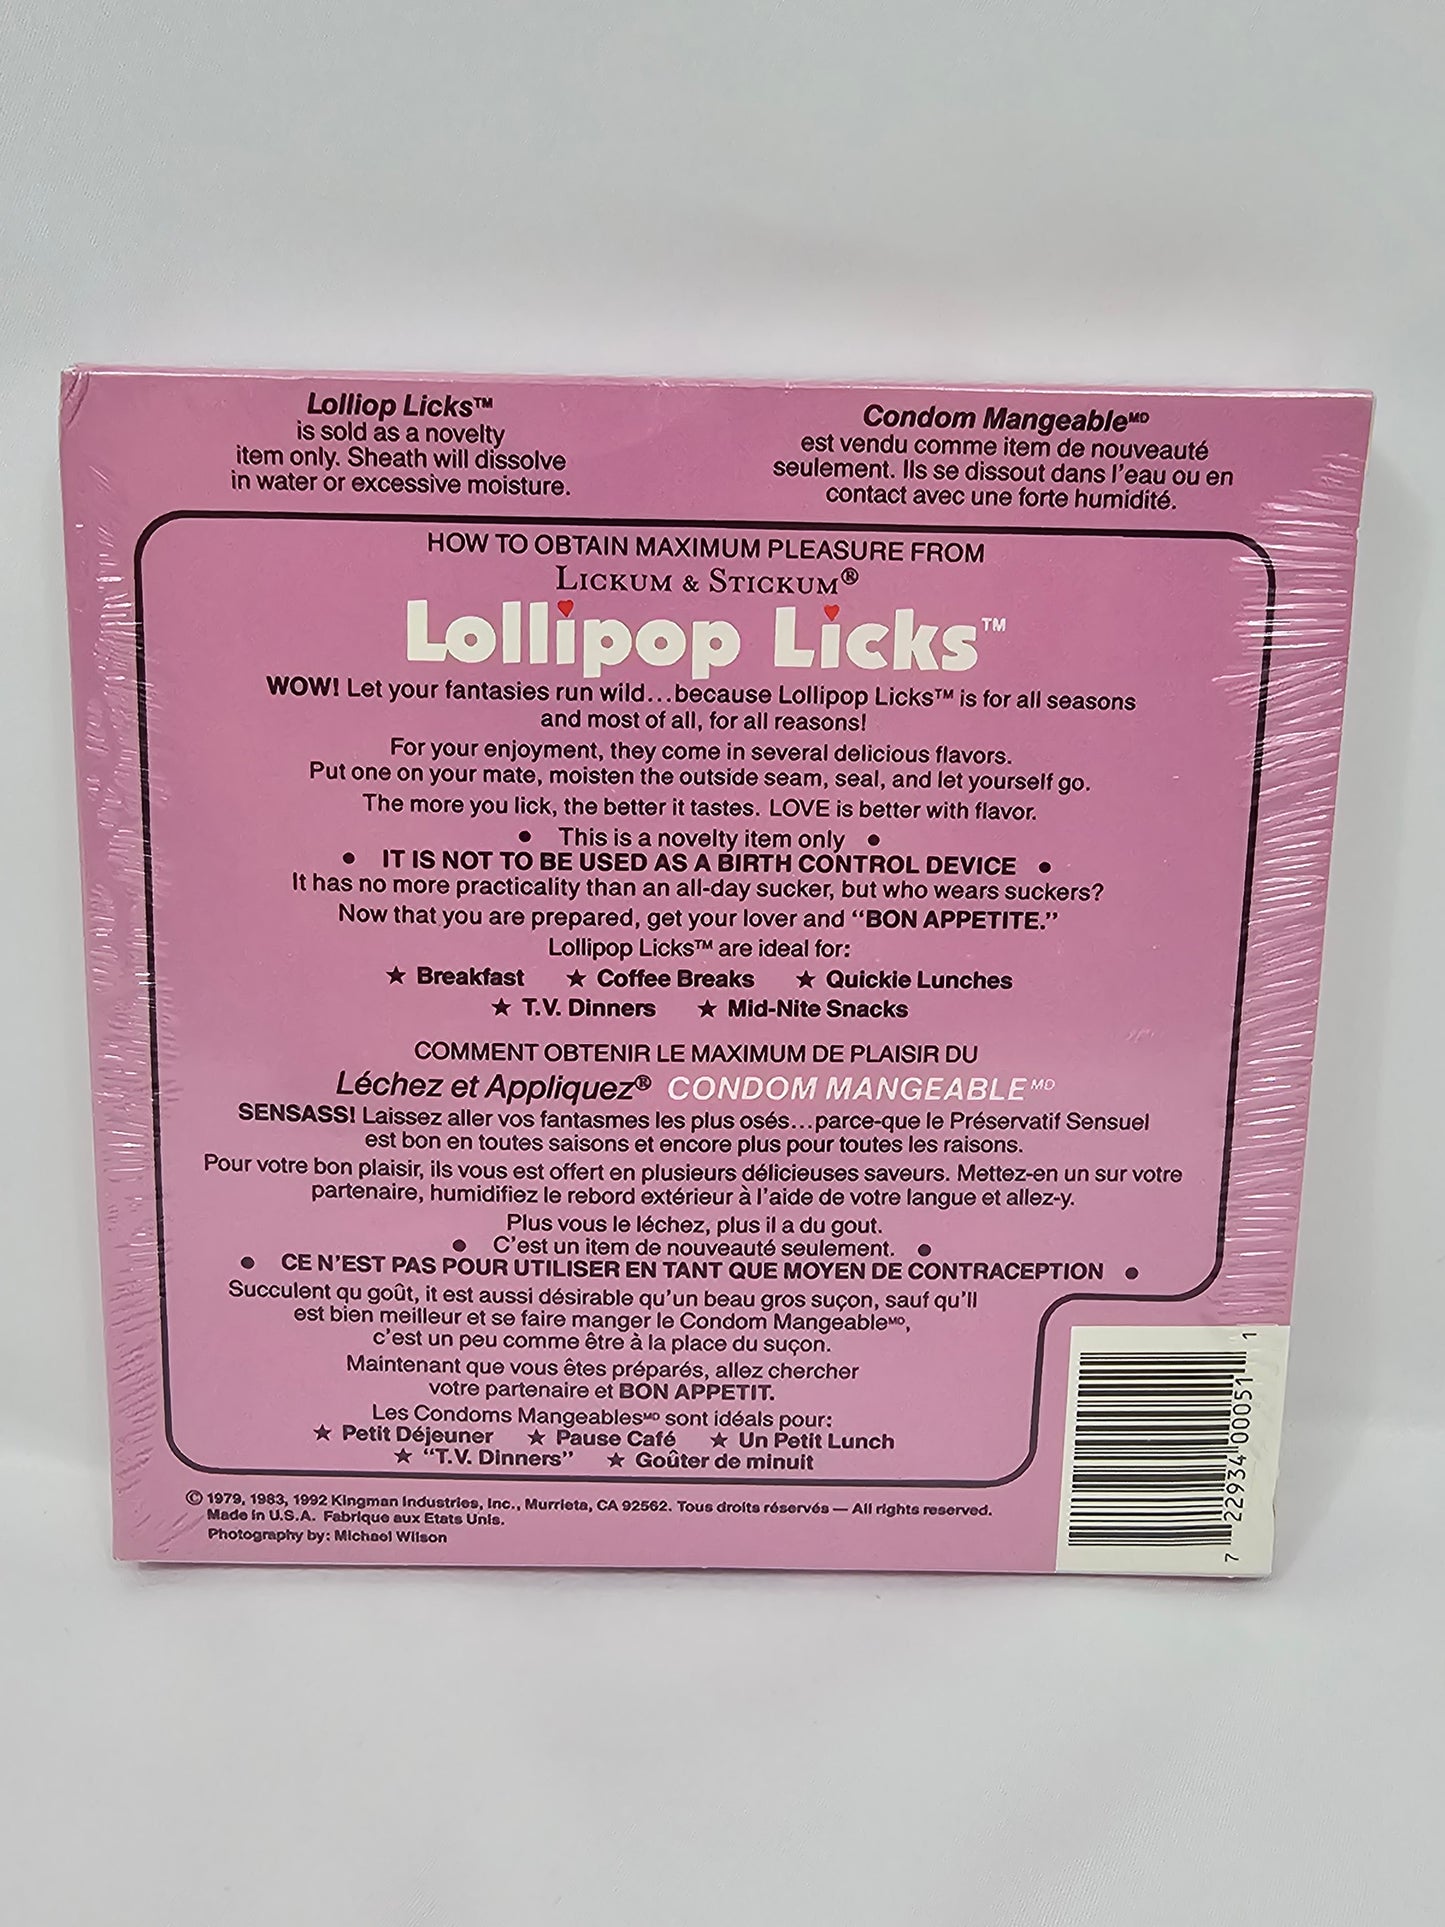 Lolliop Licks™
is sold as a novelty
item only. Sheath will dissolve
in water or excessive moisture.
Condom Mangeable MD
est vendu comme item de nouveauté
seulement. Ils se dissout dans l'eau ou en
contact avec une forte humidité.
HOW TO OBTAIN MAXIMUM PLEASURE FROM
LICKUM & STICKUM®
Lollipop Licks™
WOW! Let your fantasies run wild...because Lollipop Licks™ is for all seasons
and most of all, for all reasons!
For your enjoyment, they come in several delicious flavors.
Put one on your mate, moisten the outside seam, seal, and let yourself go.
The more you lick, the better it tastes. LOVE is better with flavor.
• This is a novelty item only •
• IT IS NOT TO BE USED AS A BIRTH CONTROL DEVICE •
It has no more practicality than an all-day sucker, but who wears suckers?
Now that you are prepared, get your lover and "BON APPETITE."
Lollipop Licks™ are ideal for:
★ Breakfast ★ Coffee Breaks ★ Quickie Lunches
★ T.V. Dinners ★ Mid-Nite Snacks
COMMENT OBTENIR LE MAXIMUM DE PLAISIR DU
Léchez et Appliquez® CONDOM MANGEABLE MD
SENSASS! Laissez aller vos fantasmes les plus osés...parce-que le Préservatif Sensuel
est bon en toutes saisons et encore plus pour toutes les raisons.
Pour votre bon plaisir, ils vous est offert en plusieurs délicieuses saveurs. Mettez-en un sur votre
partenaire, humidifiez le rebord extérieur à l'aide de votre langue et allez-y.
Plus vous le léchez, plus il a du gout.
• C'est un item de nouveauté seulement. •
• CE N'EST PAS POUR UTILISER EN TANT QUE MOYEN DE CONTRACEPTION •
Succulent qu goût, it est aussi désirable qu'un beau gros suçon, sauf qu'il
est bien meilleur et se faire manger le Condom Mangeable MD,
c'est un peu comme être à la place du suçon.
Maintenant que vous êtes préparés, allez chercher
votre partenaire et BON APPETIT.
Les Condoms Mangeables MD sont idéals pour:
★ Petit Déjeuner ★ Pause Café ★ Un Petit Lunch
★ "T.V. Dinners" ★ Goûter de minuit
© 1979, 1983, 1992 Kingman Industries, Inc., Murrieta, CA 92562. Tous droits réservés — All rights reserved.
Made in U.S.A. Fabrique aux Etats Unis.
Photography by: Michael Wilson
7 22934 00051 1